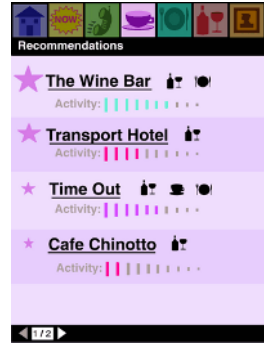 NOW
Recommendations
The Wine Bar
Activity:
Transport Hotel
Activity:
Time Out
Activity:
Cafe Chinotto
Activity:
1/2